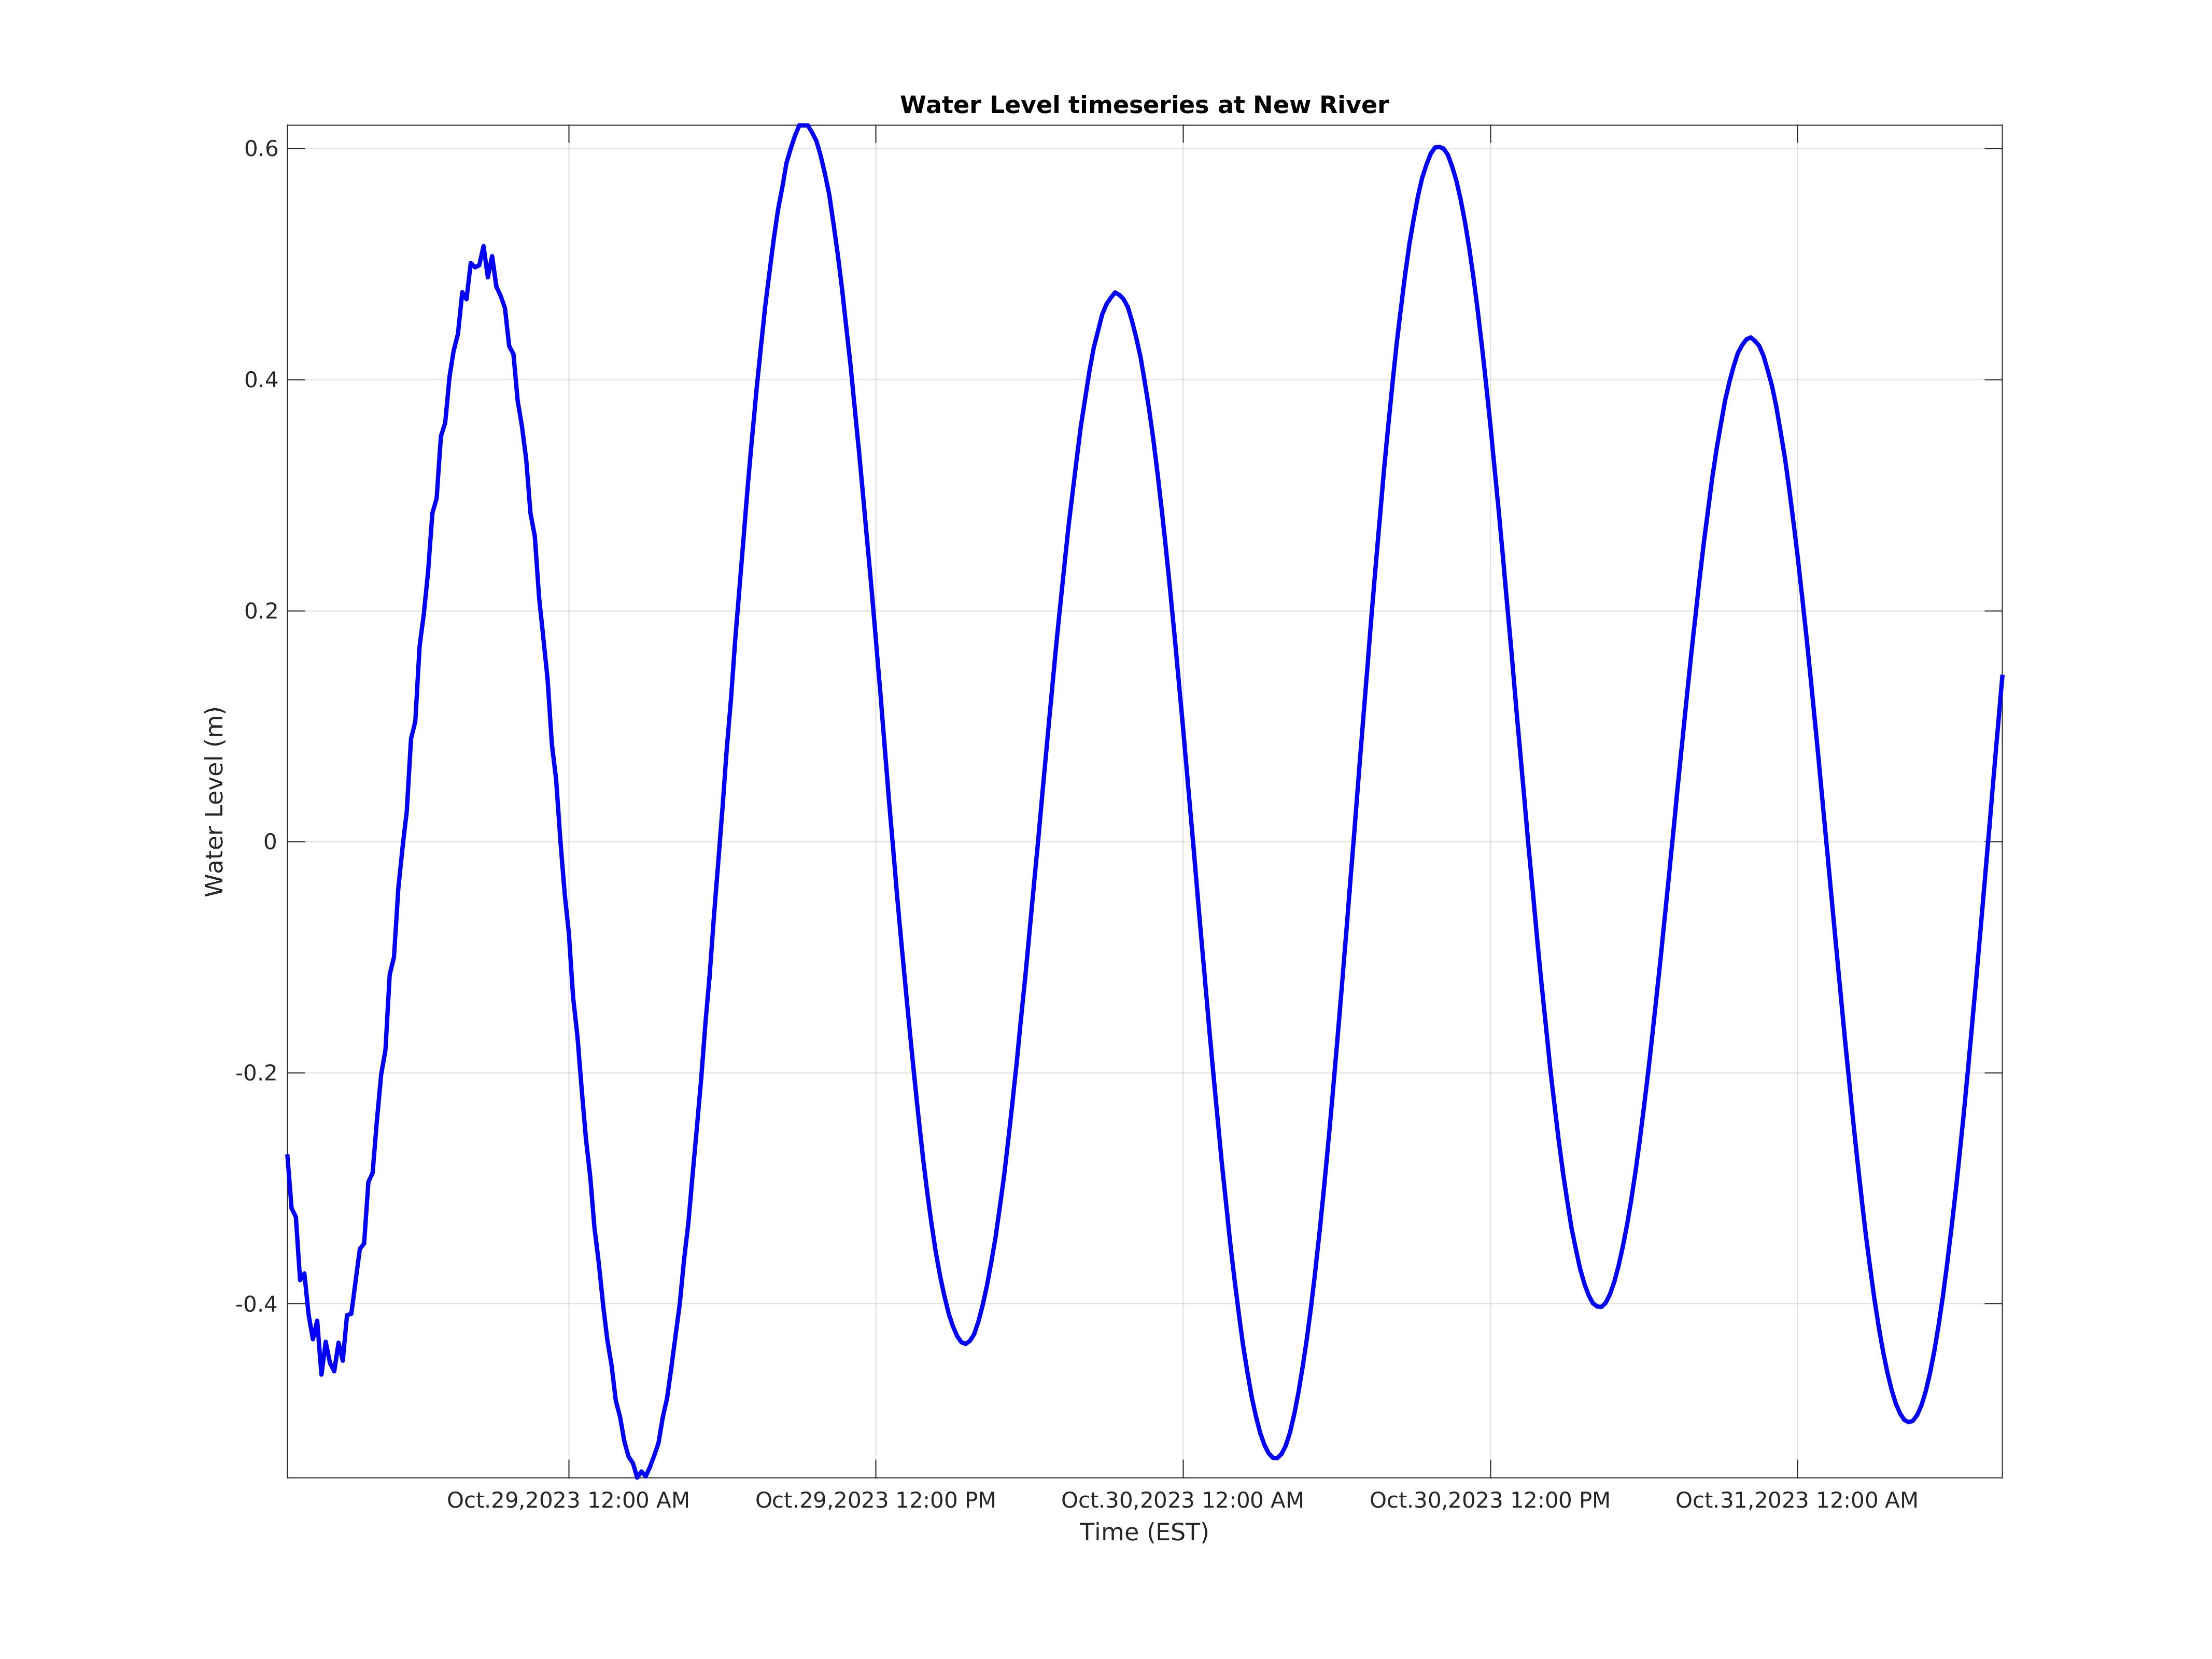 Water Level timeseries at New River
0.6
0.4
0.2
0
-0.2
-0.4
Water Level (m)
Oct.29,2023 12:00 AM
Oct.29,2023 12:00 PM
Oct.30,2023 12:00 AM
Oct.30,2023 12:00 PM
Oct.31,2023 12:00 AM
Time (EST)